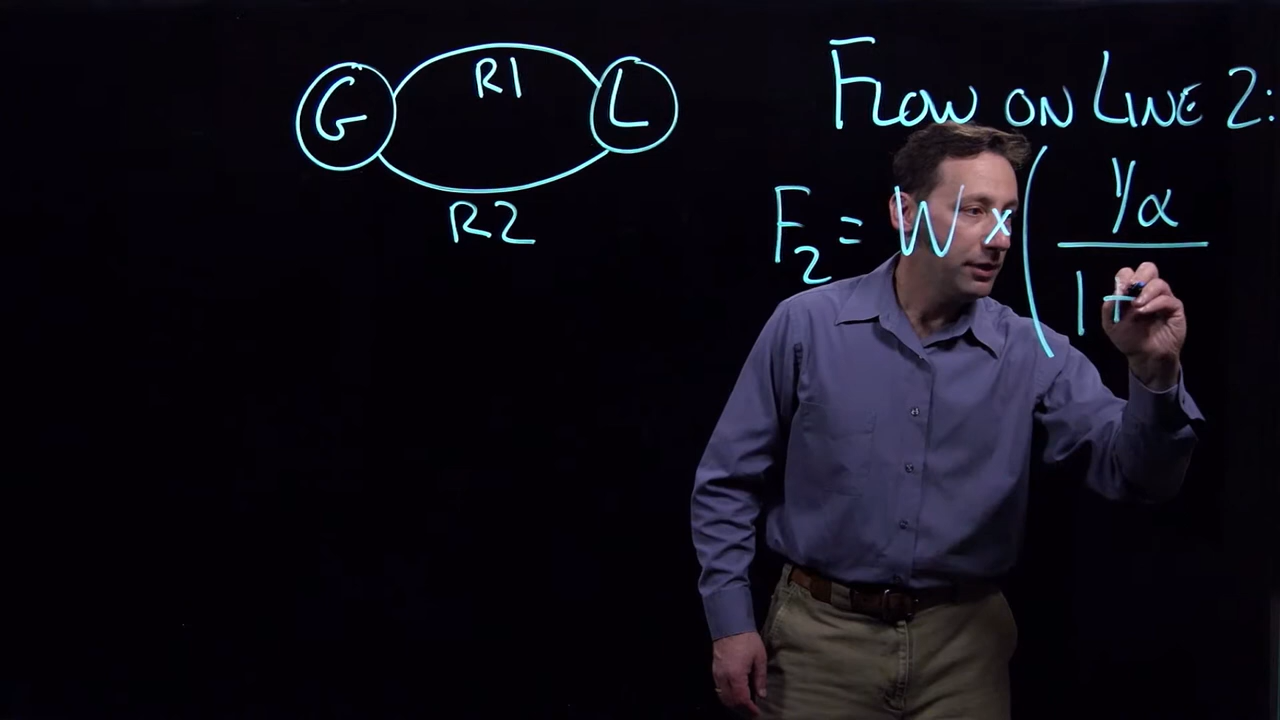 G R1 L
R2
FLOW ON LINE 2:
F₂ = W x ( 1/α
1 +